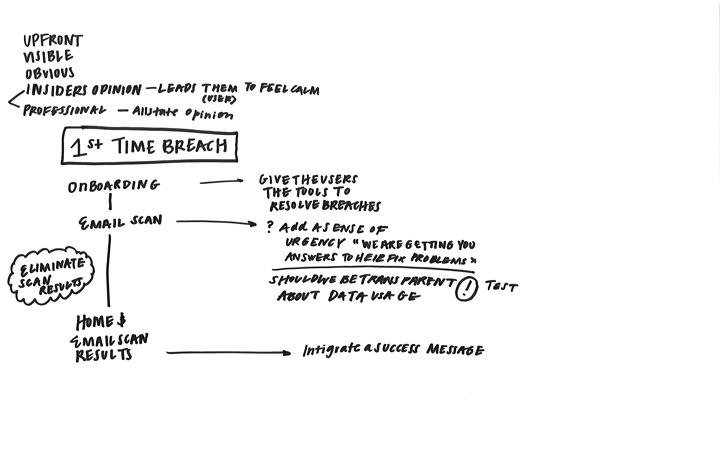 UPFRONT
VISIBLE
OBVIOUS
INSIDERS OPINION — LEADS THEM TO FEEL CALM
(USER)
PROFESSIONAL — Allstate opinion
1st TIME BREACH
ONBOARDING
GIVE THE USERS
THE TOOLS TO
RESOLVE BREACHES
EMAIL SCAN
? ADD A SENSE OF
URGENCY "WE ARE GETTING YOU
ANSWERS TO HELP FIX PROBLEMS"
ELIMINATE
SCAN
RESULTS
SHOULD WE BE TRANSPARENT
ABOUT DATA USAGE
! TEST
HOME &
EMAIL SCAN
RESULTS
Intigrate a SUCCESS MESSAGE